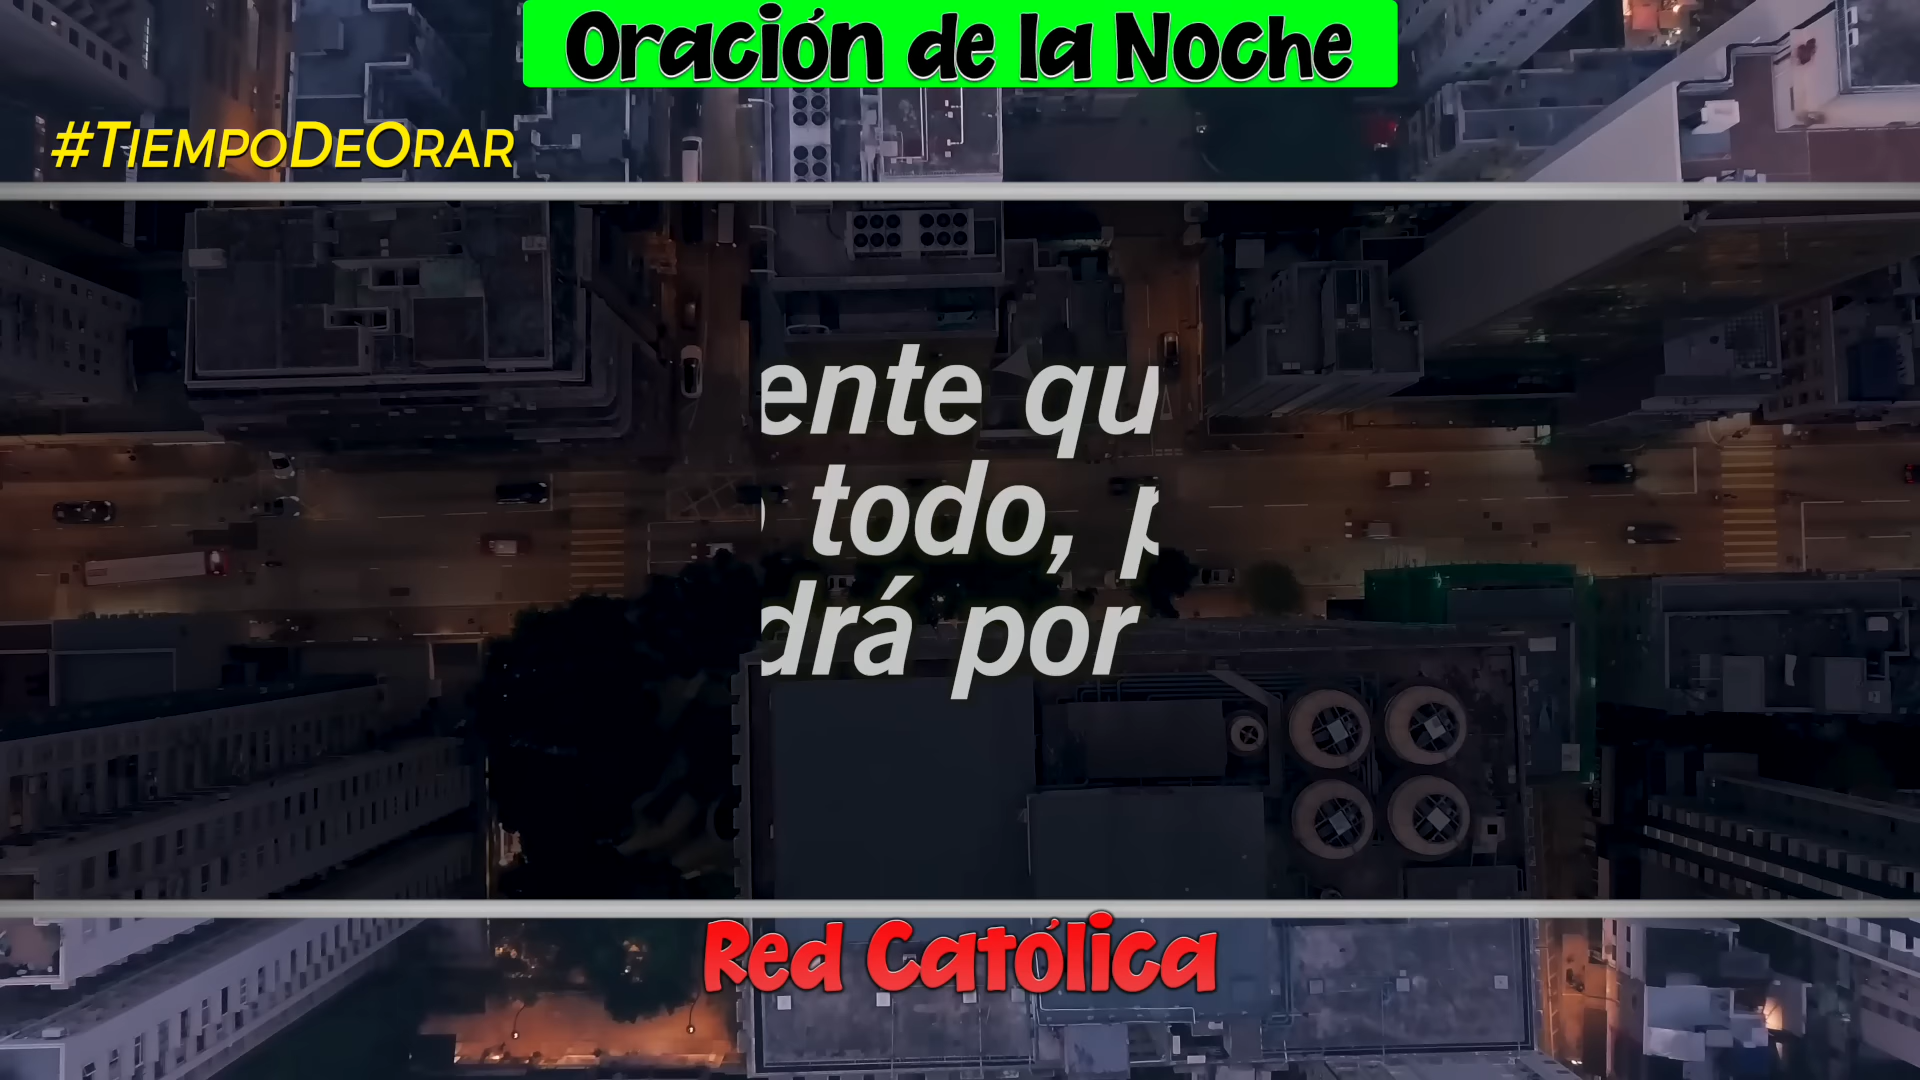 Oración de la Noche
#TiempoDeOrar
ente qu
todo, p
drá por
Red Católica